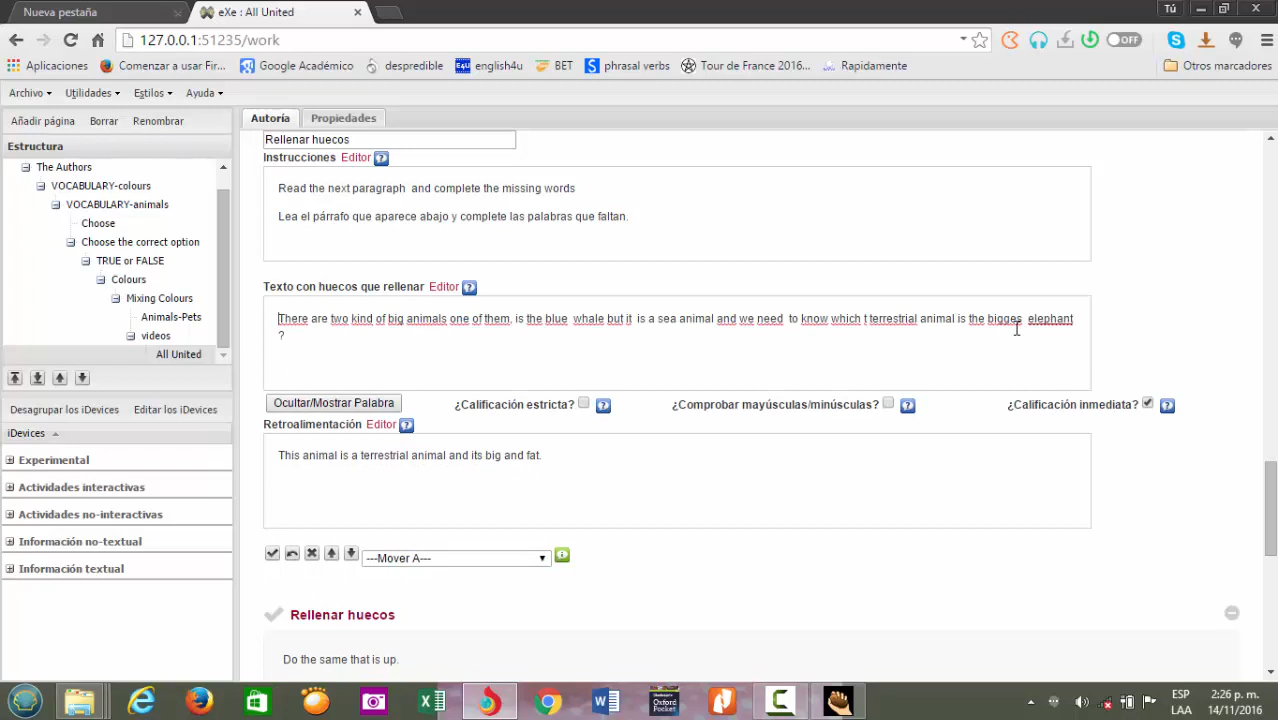 Nueva pestaña
eXe : All United
Tú
127.0.0.1:51235/work
OFF
Aplicaciones Comenzar a usar Fir... Google Académico despredible english4u BET phrasal verbs Tour de France 2016... Rapidamente Otros marcadores
Archivo Utilidades Estilos Ayuda
Añadir página Borrar Renombrar
Autoría Propiedades
Estructura
The Authors
VOCABULARY-colours
VOCABULARY-animals
Choose
Choose the correct option
TRUE or FALSE
Colours
Mixing Colours
Animals-Pets
videos
All United
Desagrupar los iDevices Editar los iDevices
iDevices
Experimental
Actividades interactivas
Actividades no-interactivas
Información no-textual
Información textual
Rellenar huecos
Instrucciones Editor ?
Read the next paragraph and complete the missing words
Lea el párrafo que aparece abajo y complete las palabras que faltan.
Texto con huecos que rellenar Editor ?
There are two kind of big animals one of them, is the blue whale but it is a sea animal and we need to know which t terrestrial animal is the bigges elephant
?
Ocultar/Mostrar Palabra ¿Calificación estricta? ? ¿Comprobar mayúsculas/minúsculas? ? ¿Calificación inmediata? ?
Retroalimentación Editor ?
This animal is a terrestrial animal and its big and fat.
---Mover A---
Rellenar huecos
Do the same that is up.
Oxford
Pocket
ESP
LAA
2:26 p. m.
14/11/2016